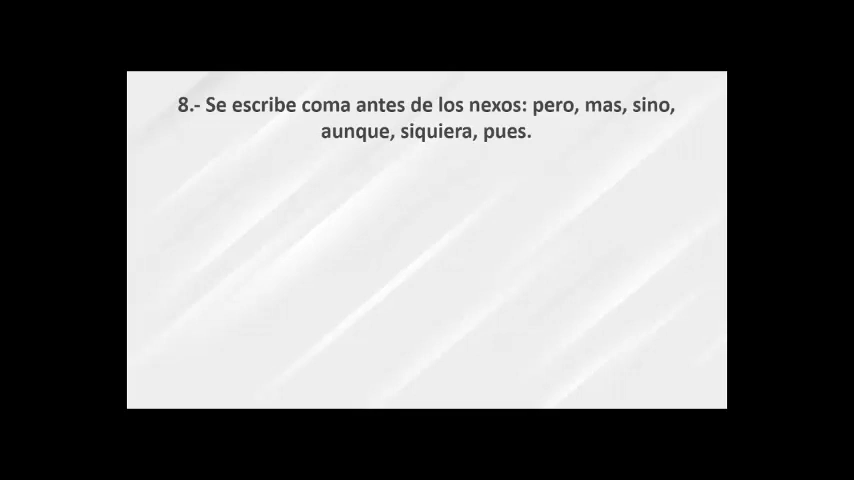 8.- Se escribe coma antes de los nexos: pero, mas, sino,
aunque, siquiera, pues.